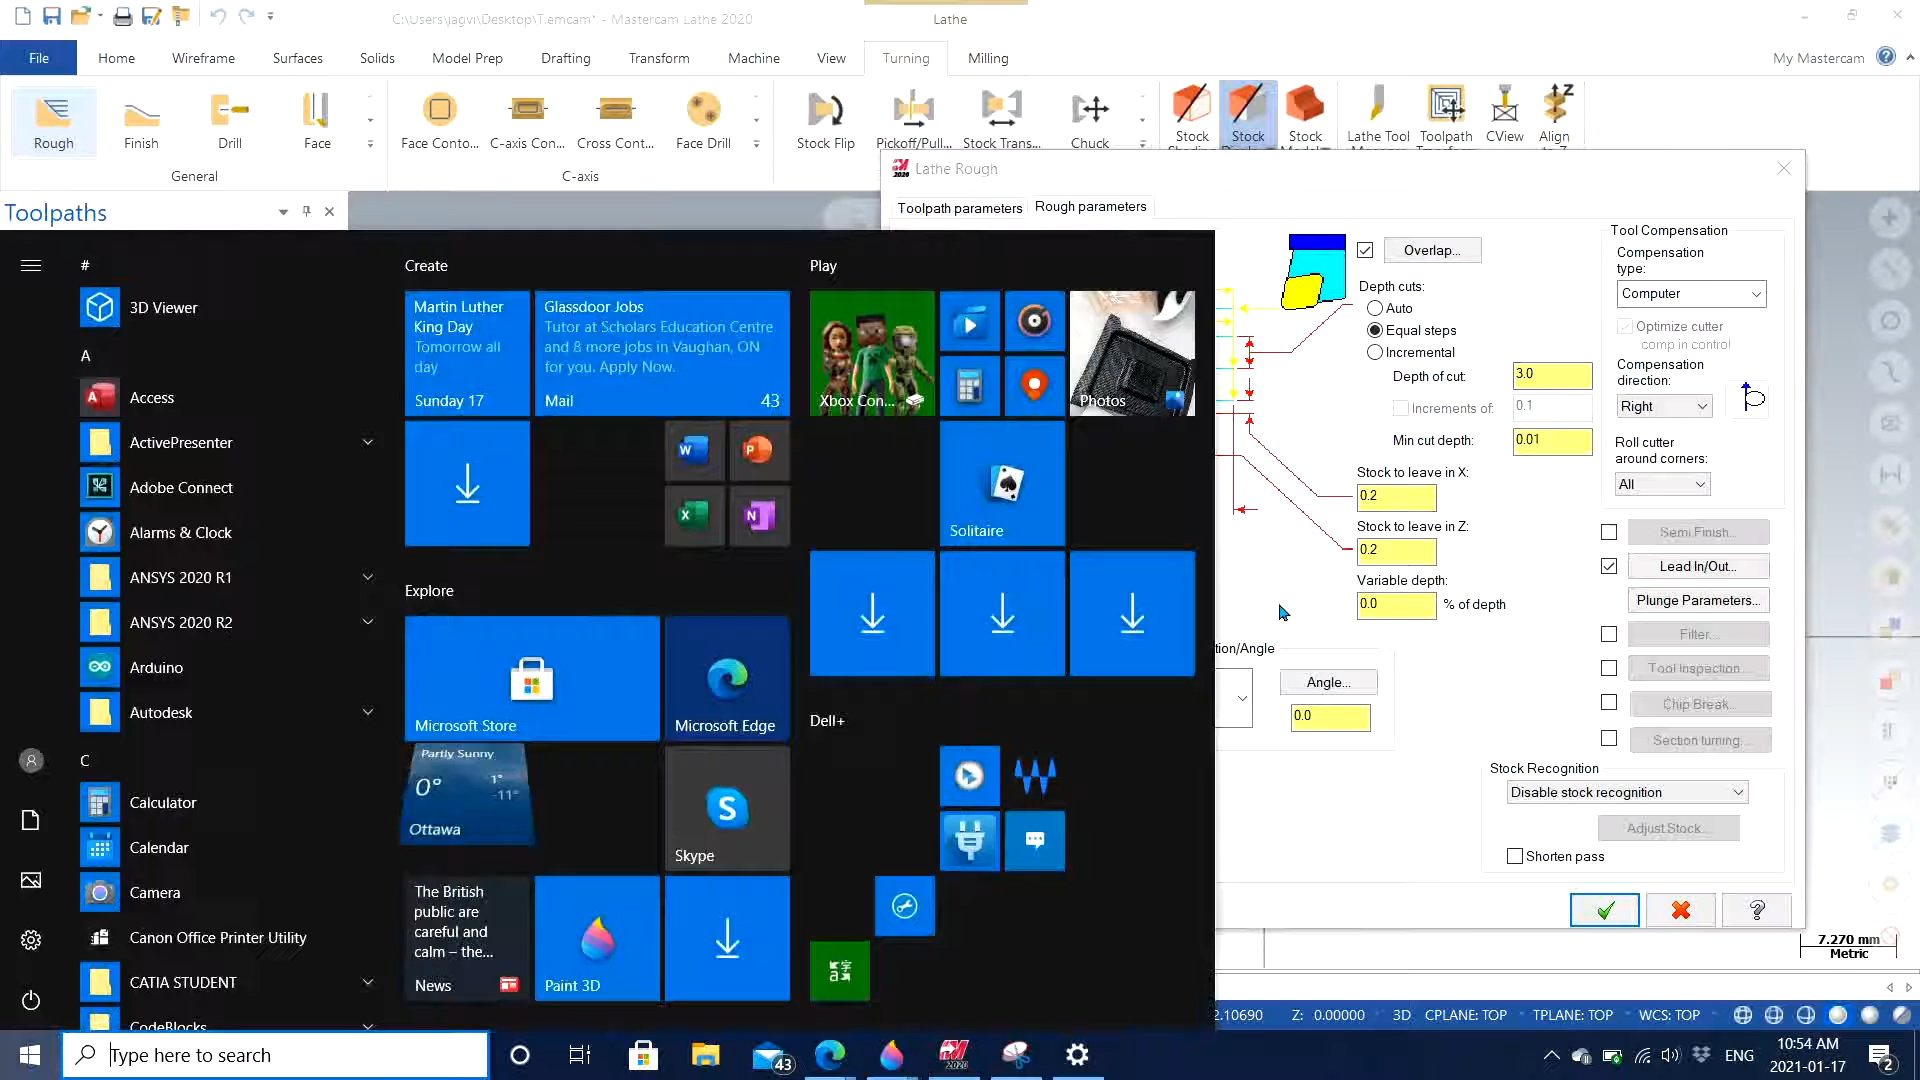 C:\Users\jagvi\Desktop\T.emcam* - Mastercam Lathe 2020
Lathe
File
Home
Wireframe
Surfaces
Solids
Model Prep
Drafting
Transform
Machine
View
Turning
Milling
My Mastercam
Rough
Finish
Drill
Face
Face Conto...
C-axis Con...
Cross Cont...
Face Drill
Stock Flip
Pickoff/Pull...
Stock Trans...
Chuck
Stock
Stock
Stock
Lathe Tool
Toolpath
CView
Align
General
C-axis
Toolpaths
Lathe Rough
Toolpath parameters
Rough parameters
Overlap...
Depth cuts:
Auto
Equal steps
Incremental
Depth of cut:
3.0
Increments of:
0.1
Min cut depth:
0.01
Stock to leave in X:
0.2
Stock to leave in Z:
0.2
Variable depth:
0.0
% of depth
tion/Angle
Angle...
0.0
Tool Compensation
Compensation
type:
Computer
Optimize cutter
comp in control
Compensation
direction:
Right
Roll cutter
around corners:
All
Semi Finish...
Lead In/Out...
Plunge Parameters...
Filter...
Tool Inspection...
Chip Break...
Section turning...
Stock Recognition
Disable stock recognition
Adjust Stock...
Shorten pass
#
3D Viewer
A
Access
ActivePresenter
Adobe Connect
Alarms & Clock
ANSYS 2020 R1
ANSYS 2020 R2
Arduino
Autodesk
C
Calculator
Calendar
Camera
Canon Office Printer Utility
CATIA STUDENT
CodeBlocks
Create
Martin Luther
King Day
Tomorrow all
day
Sunday 17
Glassdoor Jobs
Tutor at Scholars Education Centre
and 8 more jobs in Vaughan, ON
for you. Apply Now.
Mail
43
Explore
Microsoft Store
Microsoft Edge
Partly Sunny
0°
1°
-11°
Ottawa
Skype
The British
public are
careful and
calm – the...
News
Paint 3D
Play
Xbox Con...
Photos
Solitaire
Dell+
7.270 mm
Metric
2.10690
Z: 0.00000
3D
CPLANE: TOP
TPLANE: TOP
WCS: TOP
Type here to search
43
2020
ENG
10:54 AM
2021-01-17
2